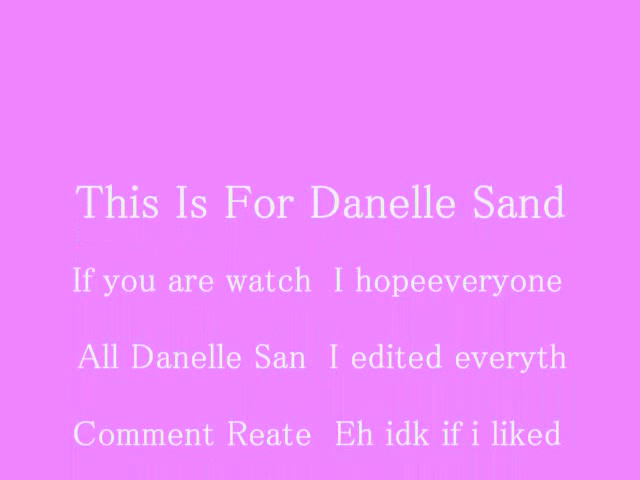 This Is For Danelle Sand
If you are watch I hopeeveryone
All Danelle San I edited everyth
Comment Reate Eh idk if i liked